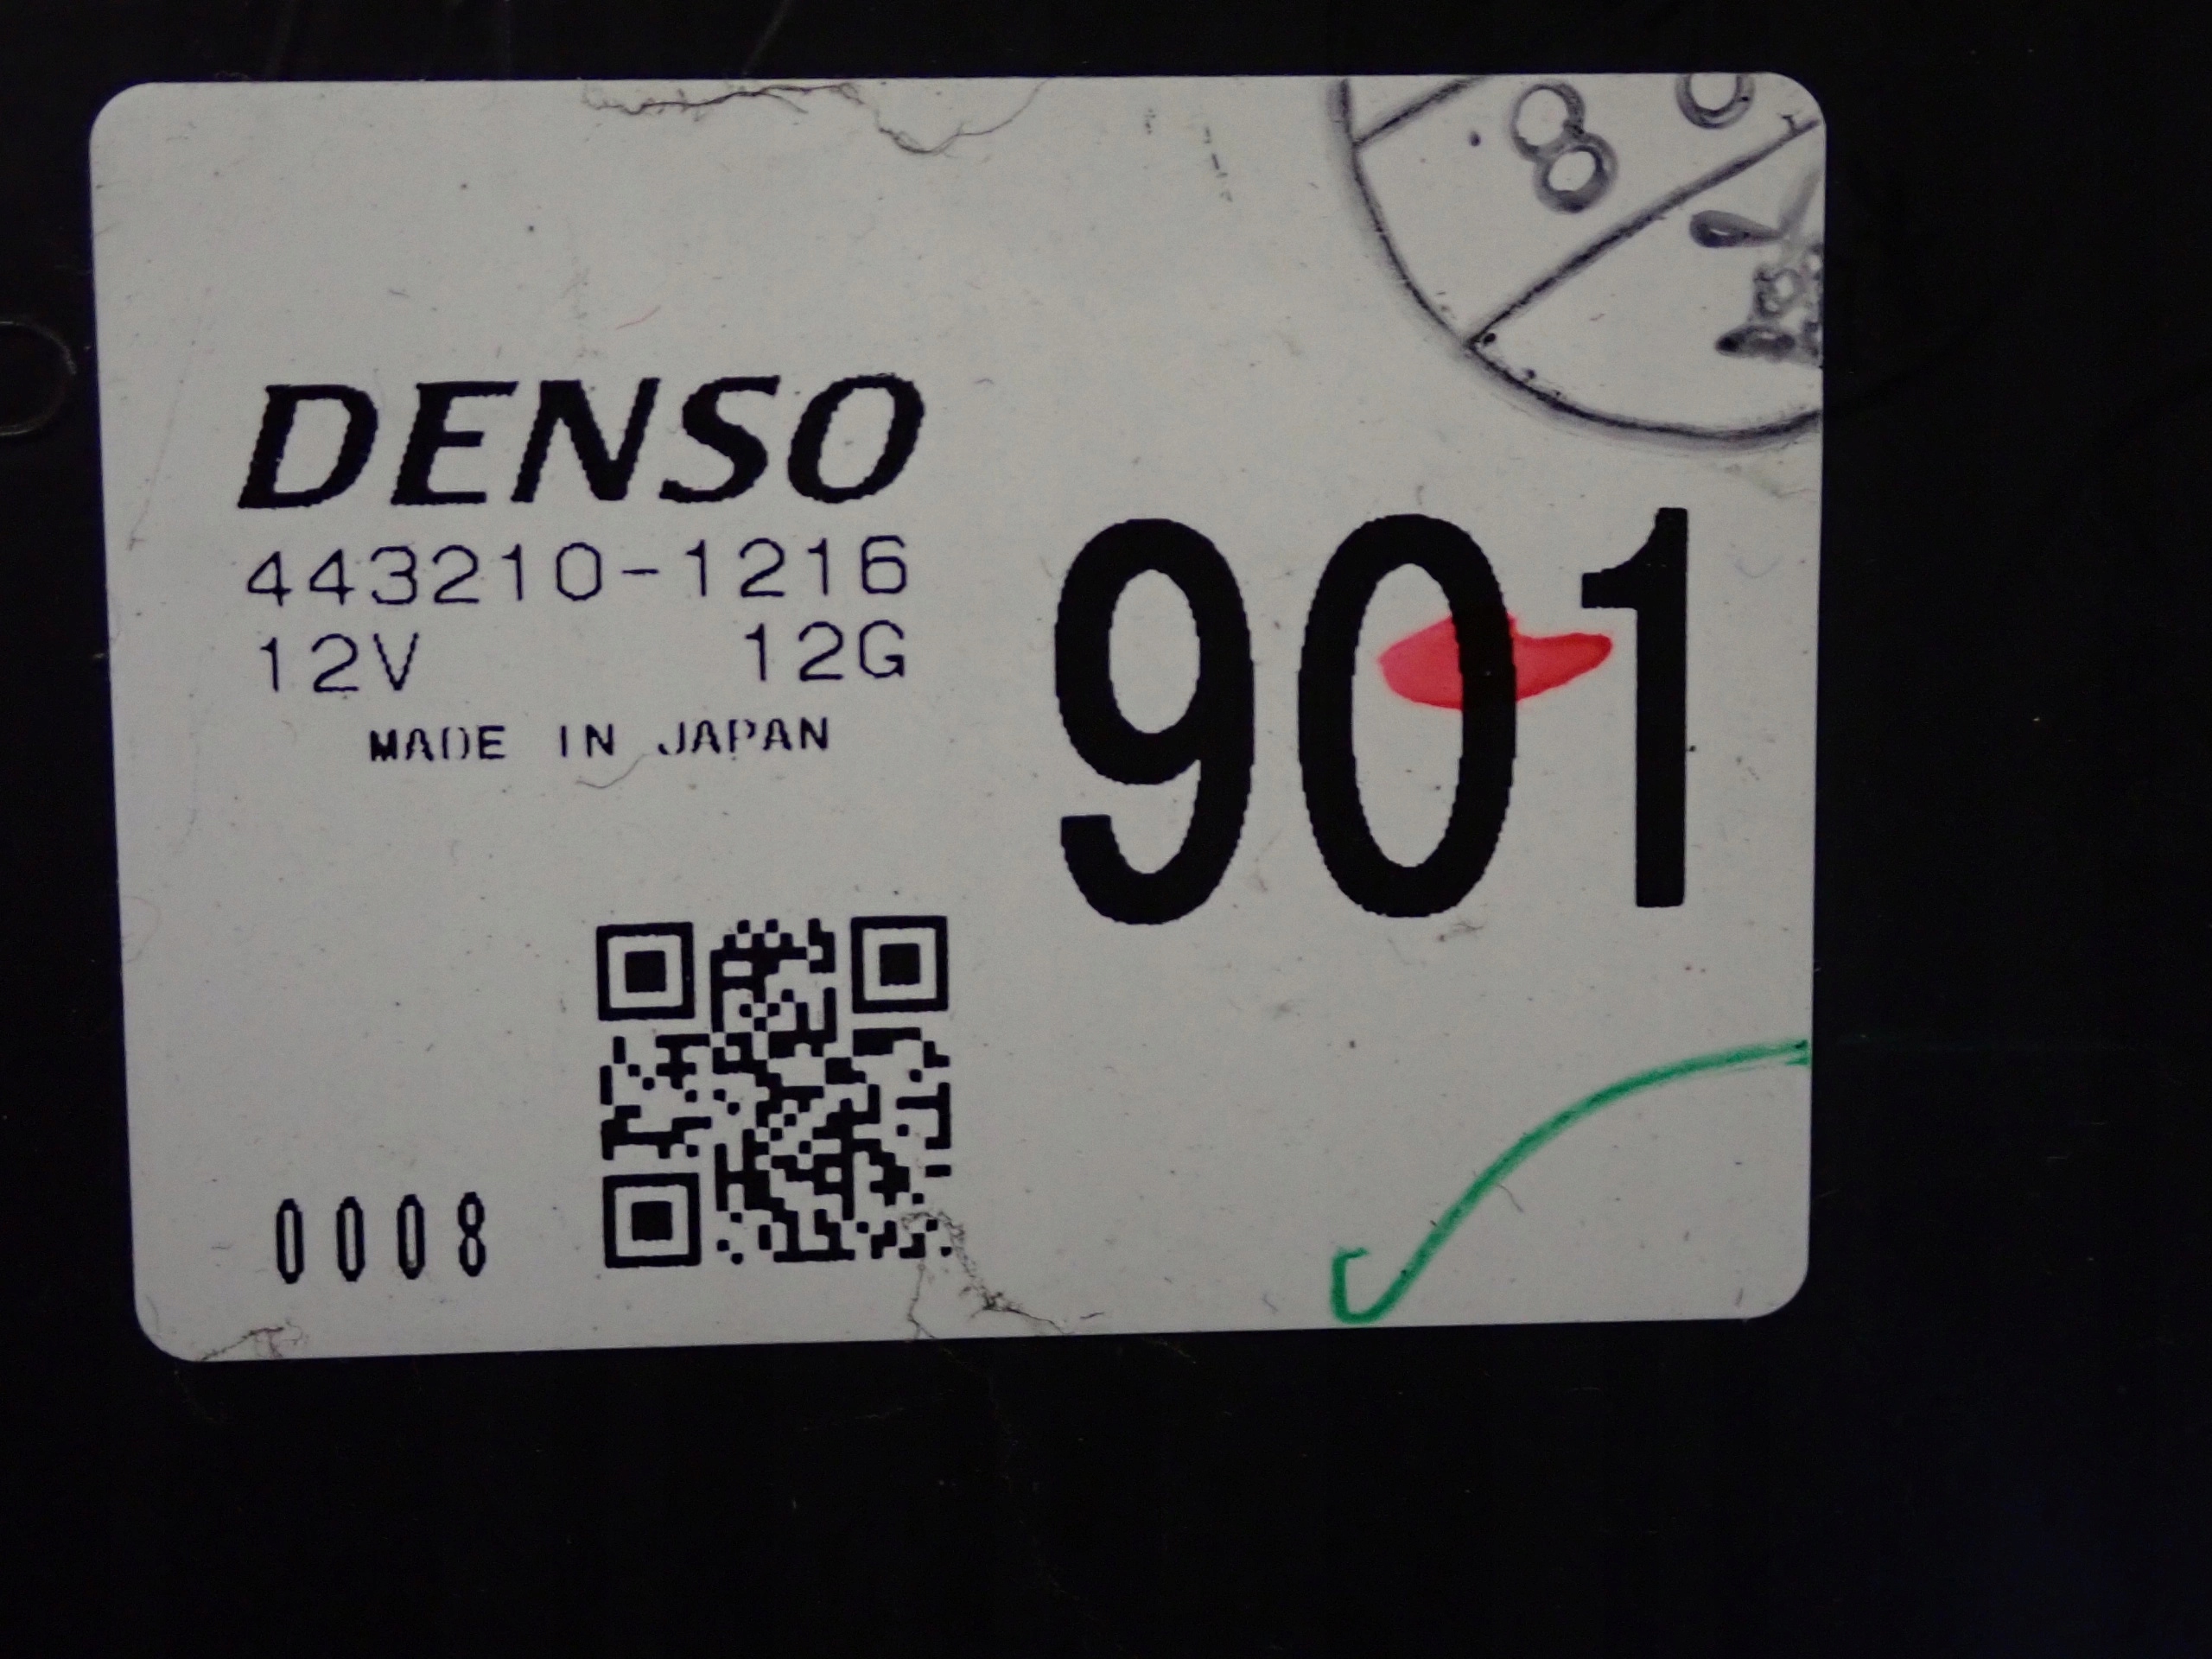 DENSO
443210-1216
12V 12G
MADE IN JAPAN
901
0008